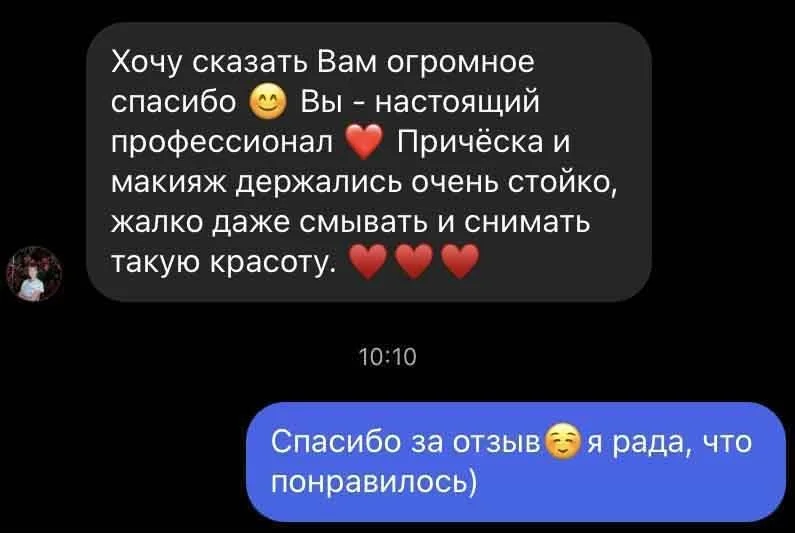 Хочу сказать Вам огромное
спасибо 😊 Вы - настоящий
профессионал ❤️ Причёска и
макияж держались очень стойко,
жалко даже смывать и снимать
такую красоту. ♥️♥️♥️
10:10
Спасибо за отзыв☺️я рада, что
понравилось)